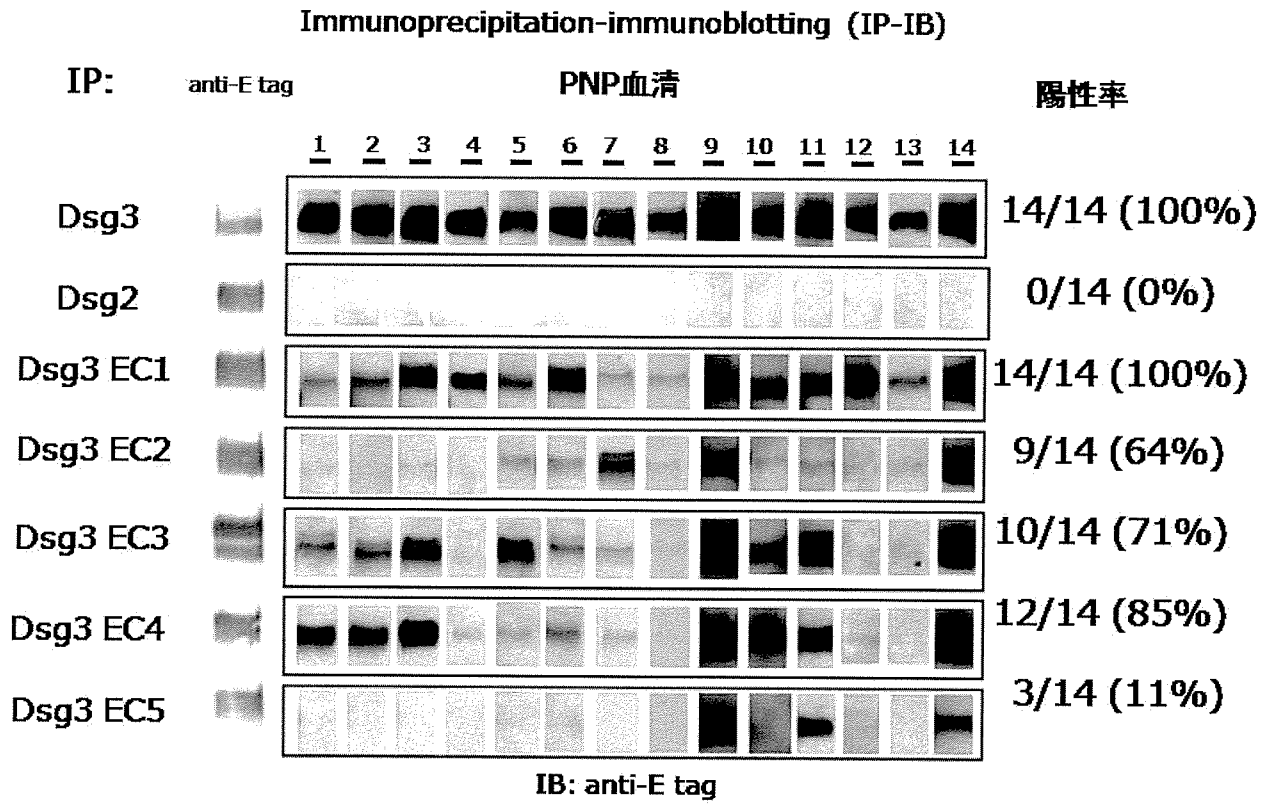 Immunoprecipitation-immunoblotting (IP-IB)
IP: anti-E tag PNP血清 陽性率
1 2 3 4 5 6 7 8 9 10 11 12 13 14
Dsg3 14/14 (100%)
Dsg2 0/14 (0%)
Dsg3 EC1 14/14 (100%)
Dsg3 EC2 9/14 (64%)
Dsg3 EC3 10/14 (71%)
Dsg3 EC4 12/14 (85%)
Dsg3 EC5 3/14 (11%)
IB: anti-E tag